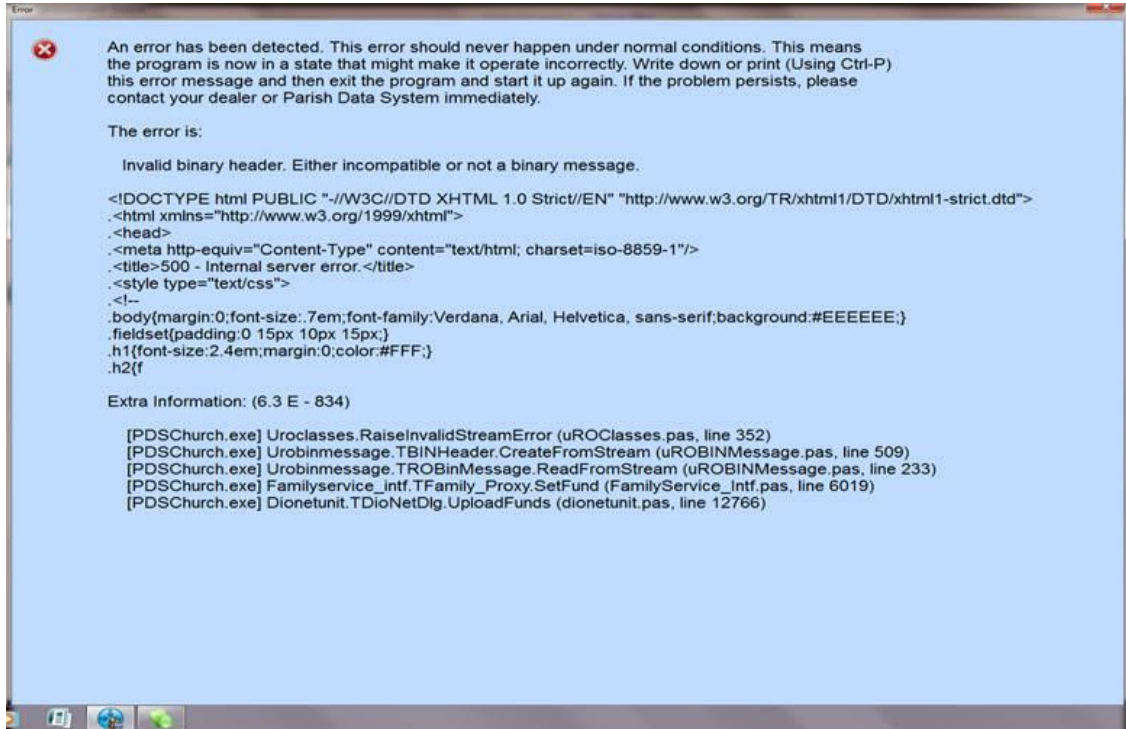 Error
An error has been detected. This error should never happen under normal conditions. This means
the program is now in a state that might make it operate incorrectly. Write down or print (Using Ctrl-P)
this error message and then exit the program and start it up again. If the problem persists, please
contact your dealer or Parish Data System immediately.
The error is:
Invalid binary header. Either incompatible or not a binary message.
<!DOCTYPE html PUBLIC "-//W3C//DTD XHTML 1.0 Strict//EN" "http://www.w3.org/TR/xhtml1/DTD/xhtml1-strict.dtd">
.<html xmlns="http://www.w3.org/1999/xhtml">
.<head>
.<meta http-equiv="Content-Type" content="text/html; charset=iso-8859-1"/>
.<title>500 - Internal server error.</title>
.<style type="text/css">
.<!--
.body{margin:0;font-size:.7em;font-family:Verdana, Arial, Helvetica, sans-serif;background:#EEEEEE;}
.fieldset{padding:0 15px 10px 15px;}
.h1{font-size:2.4em;margin:0;color:#FFF;}
.h2{f
Extra Information: (6.3 E - 834)
[PDSChurch.exe] Uroclasses.RaiseInvalidStreamError (uROClasses.pas, line 352)
[PDSChurch.exe] Urobinmessage.TBINHeader.CreateFromStream (uROBINMessage.pas, line 509)
[PDSChurch.exe] Urobinmessage.TROBinMessage.ReadFromStream (uROBINMessage.pas, line 233)
[PDSChurch.exe] Familyservice_intf.TFamily_Proxy.SetFund (FamilyService_Intf.pas, line 6019)
[PDSChurch.exe] Dionetunit.TDioNetDlg.UploadFunds (dionetunit.pas, line 12766)